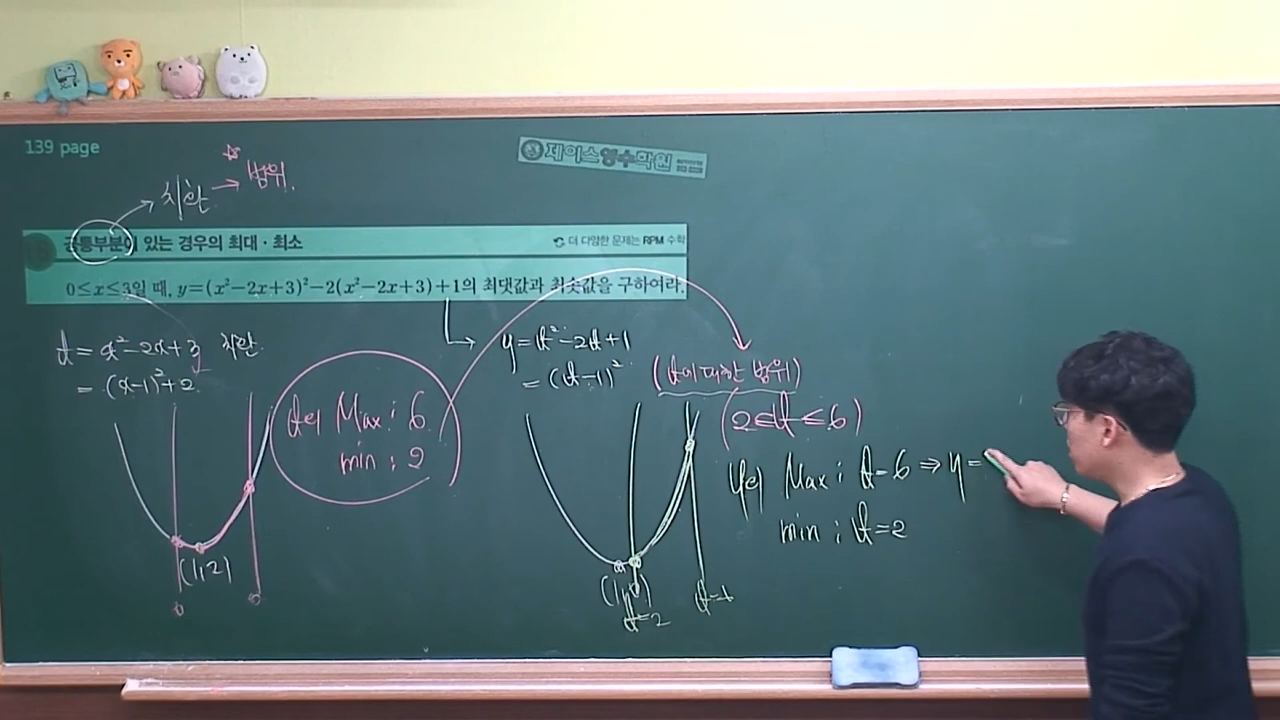 139 page
제이스영수학원
☆
치환 → 범위.
공통부분이 있는 경우의 최대·최소
더 다양한 문제는 RPM 수학
0≤x≤3일 때, y=(x²-2x+3)²-2(x²-2x+3)+1의 최댓값과 최솟값을 구하여라.
t = x²-2x+3 치환.
= (x-1)²+2.
y = t²-2t+1
= (t-1)²
(t에 대한 범위)
(2≤t≤6)
t의 Max : 6
min : 2
y의 Max : t=6 ⇒ y=
min : t=2
(1,2)
0
3
(1,0)
t=2